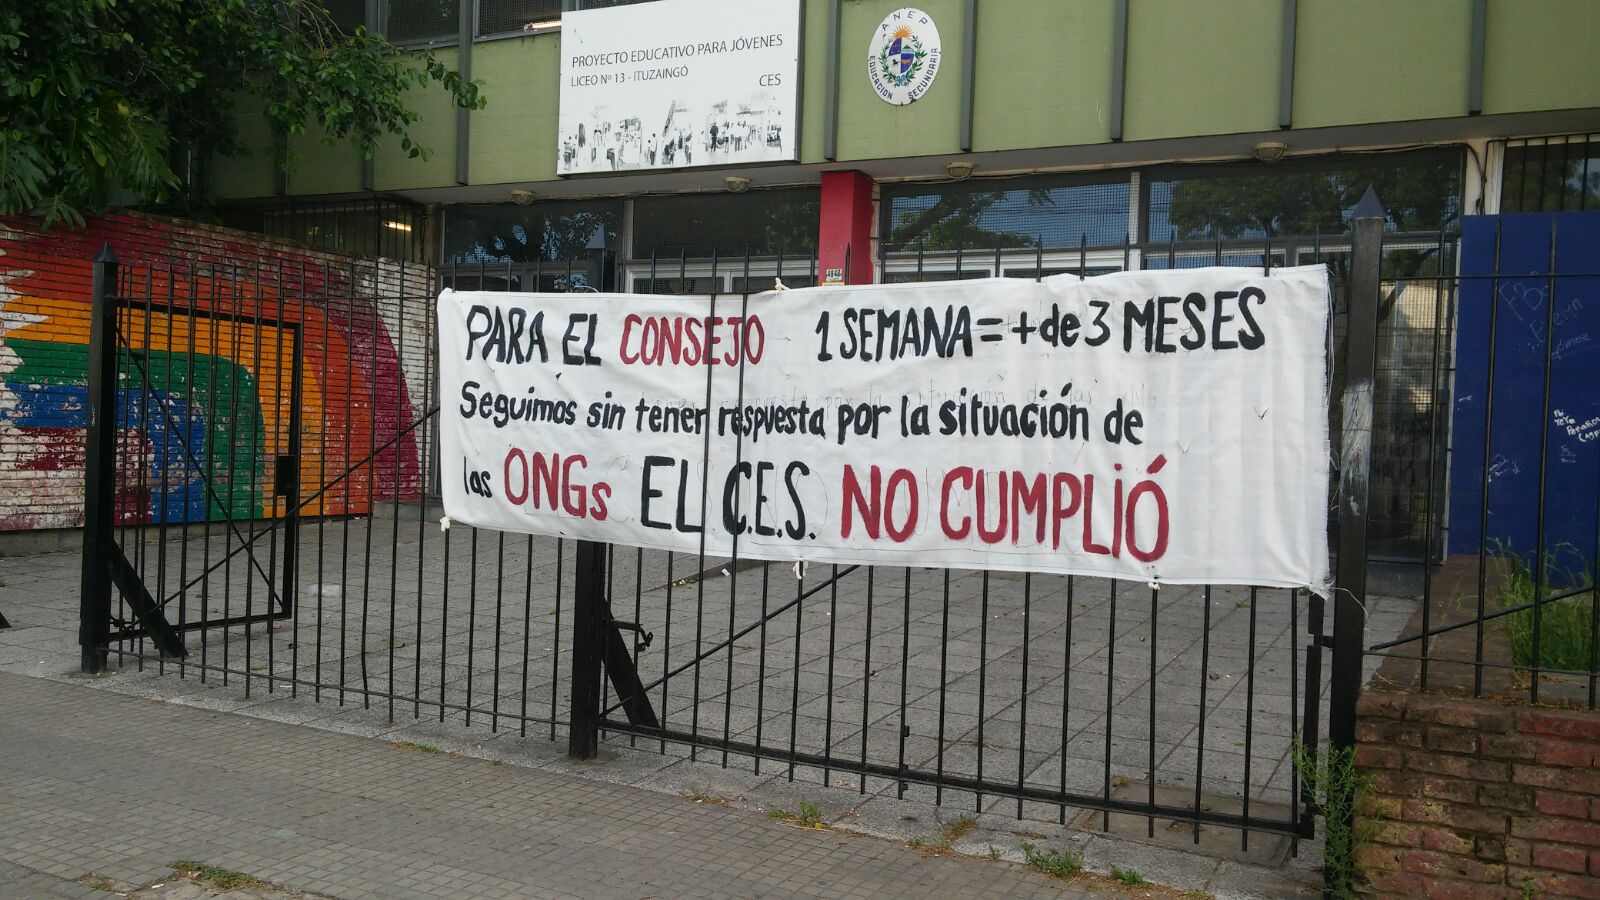 PROYECTO EDUCATIVO PARA JÓVENES
LICEO Nº 13 - ITUZAINGÓ CES
ANEP
EDUCACION SECUNDARIA
PARA EL CONSEJO 1 SEMANA = + de 3 MESES
Seguimos sin tener respuesta por la situación de
las ONGs EL C.E.S. NO CUMPLIÓ